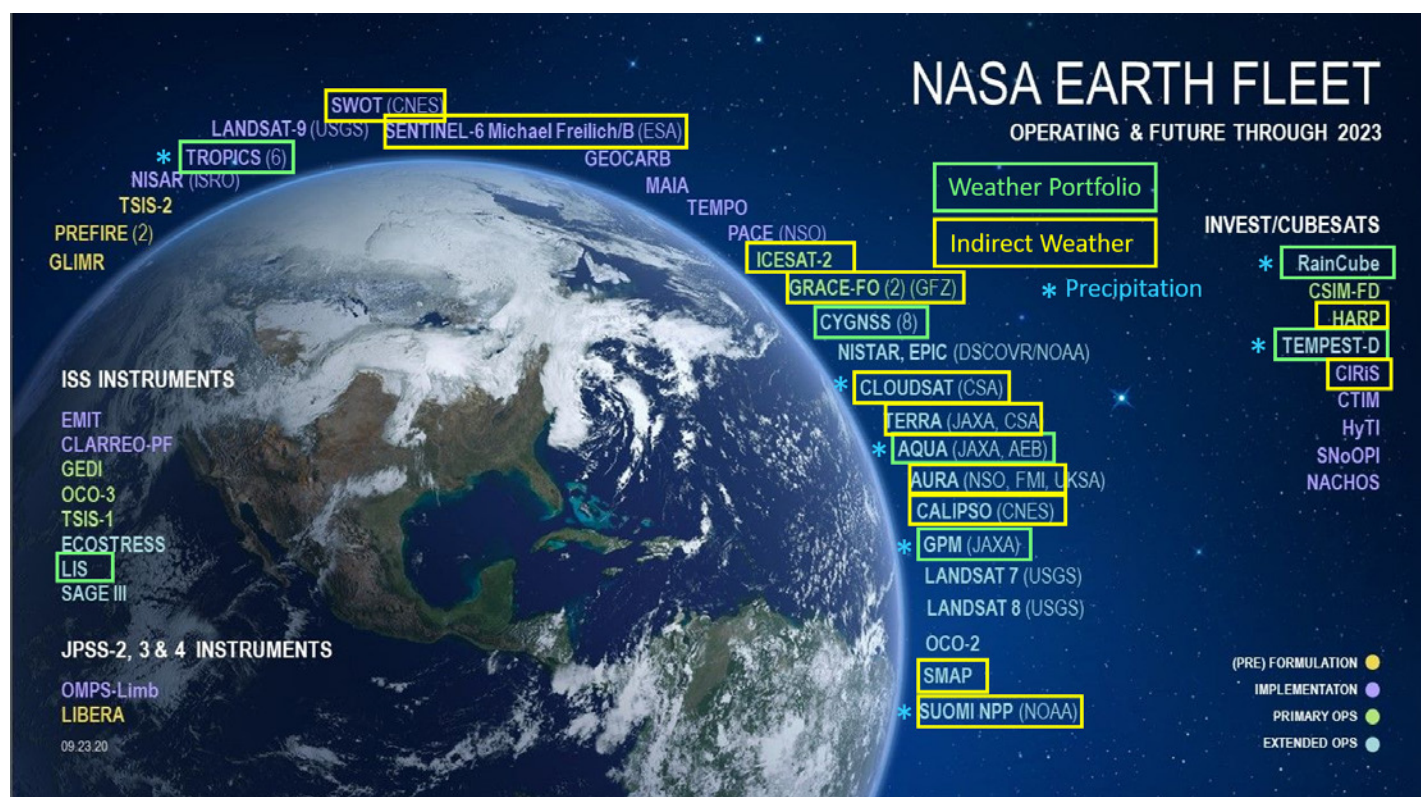 NASA EARTH FLEET
OPERATING & FUTURE THROUGH 2023
SWOT (CNES)
LANDSAT-9 (USGS)
SENTINEL-6 Michael Freilich/B (ESA)
* TROPICS (6)
GEOCARB
NISAR (ISRO)
MAIA
TSIS-2
TEMPO
PREFIRE (2)
PACE (NSO)
GLIMR
ICESAT-2
GRACE-FO (2) (GFZ)
CYGNSS (8)
NISTAR, EPIC (DSCOVR/NOAA)
* CLOUDSAT (CSA)
TERRA (JAXA, CSA)
* AQUA (JAXA, AEB)
AURA (NSO, FMI, UKSA)
CALIPSO (CNES)
* GPM (JAXA)
LANDSAT 7 (USGS)
LANDSAT 8 (USGS)
OCO-2
SMAP
* SUOMI NPP (NOAA)
Weather Portfolio
Indirect Weather
* Precipitation
INVEST/CUBESATS
* RainCube
CSIM-FD
HARP
* TEMPEST-D
CIRiS
CTIM
HyTI
SNoOPI
NACHOS
ISS INSTRUMENTS
EMIT
CLARREO-PF
GEDI
OCO-3
TSIS-1
ECOSTRESS
LIS
SAGE III
JPSS-2, 3 & 4 INSTRUMENTS
OMPS-Limb
LIBERA
09.23.20
(PRE) FORMULATION
IMPLEMENTATON
PRIMARY OPS
EXTENDED OPS